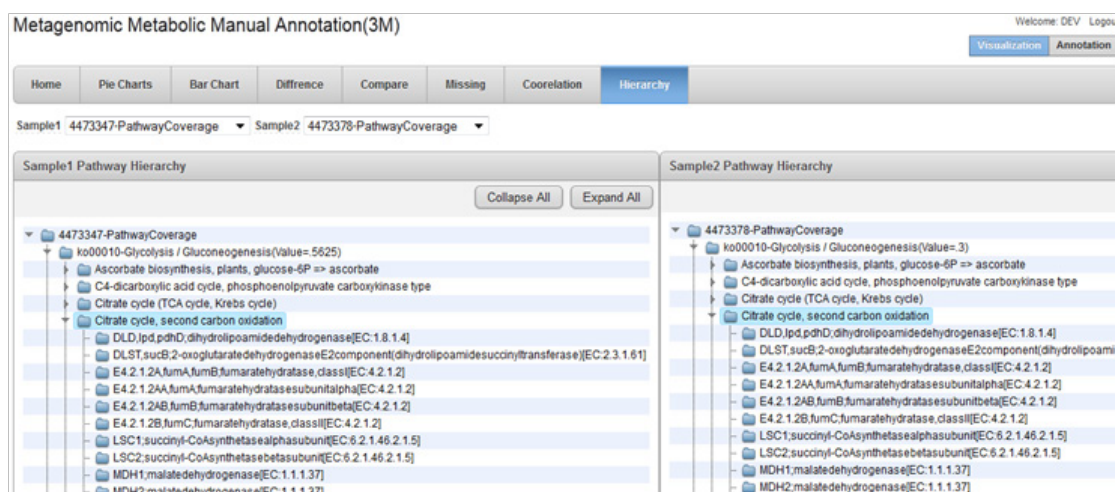 Metagenomic Metabolic Manual Annotation(3M)
Welcome: DEV Logou
Visualization Annotation
Home Pie Charts Bar Chart Diffrence Compare Missing Coorelation Hierarchy
Sample1 4473347-PathwayCoverage Sample2 4473378-PathwayCoverage
Sample1 Pathway Hierarchy
Collapse All Expand All
4473347-PathwayCoverage
ko00010-Glycolysis / Gluconeogenesis(Value=.5625)
Ascorbate biosynthesis, plants, glucose-6P => ascorbate
C4-dicarboxylic acid cycle, phosphoenolpyruvate carboxykinase type
Citrate cycle (TCA cycle, Krebs cycle)
Citrate cycle, second carbon oxidation
DLD,lpd,pdhD;dihydrolipoamidedehydrogenase[EC:1.8.1.4]
DLST,sucB;2-oxoglutaratedehydrogenaseE2component(dihydrolipoamidesuccinyltransferase)[EC:2.3.1.61]
E4.2.1.2A,fumA,fumB;fumaratehydratase,classI[EC:4.2.1.2]
E4.2.1.2AA,fumA;fumaratehydratasesubunitalpha[EC:4.2.1.2]
E4.2.1.2AB,fumB;fumaratehydratasesubunitbeta[EC:4.2.1.2]
E4.2.1.2B,fumC;fumaratehydratase,classII[EC:4.2.1.2]
LSC1;succinyl-CoAsynthetasealphasubunit[EC:6.2.1.46.2.1.5]
LSC2;succinyl-CoAsynthetasebetasubunit[EC:6.2.1.46.2.1.5]
MDH1;malatedehydrogenase[EC:1.1.1.37]
MDH2;malatedehydrogenase[EC:1.1.1.37]
Sample2 Pathway Hierarchy
4473378-PathwayCoverage
ko00010-Glycolysis / Gluconeogenesis(Value=.3)
Ascorbate biosynthesis, plants, glucose-6P => ascorbate
C4-dicarboxylic acid cycle, phosphoenolpyruvate carboxykinase type
Citrate cycle (TCA cycle, Krebs cycle)
Citrate cycle, second carbon oxidation
DLD,lpd,pdhD;dihydrolipoamidedehydrogenase[EC:1.8.1.4]
DLST,sucB;2-oxoglutaratedehydrogenaseE2component(dihydrolipoami
E4.2.1.2A,fumA,fumB;fumaratehydratase,classI[EC:4.2.1.2]
E4.2.1.2AA,fumA;fumaratehydratasesubunitalpha[EC:4.2.1.2]
E4.2.1.2AB,fumB;fumaratehydratasesubunitbeta[EC:4.2.1.2]
E4.2.1.2B,fumC;fumaratehydratase,classII[EC:4.2.1.2]
LSC1;succinyl-CoAsynthetasealphasubunit[EC:6.2.1.46.2.1.5]
LSC2;succinyl-CoAsynthetasebetasubunit[EC:6.2.1.46.2.1.5]
MDH1;malatedehydrogenase[EC:1.1.1.37]
MDH2;malatedehydrogenase[EC:1.1.1.37]